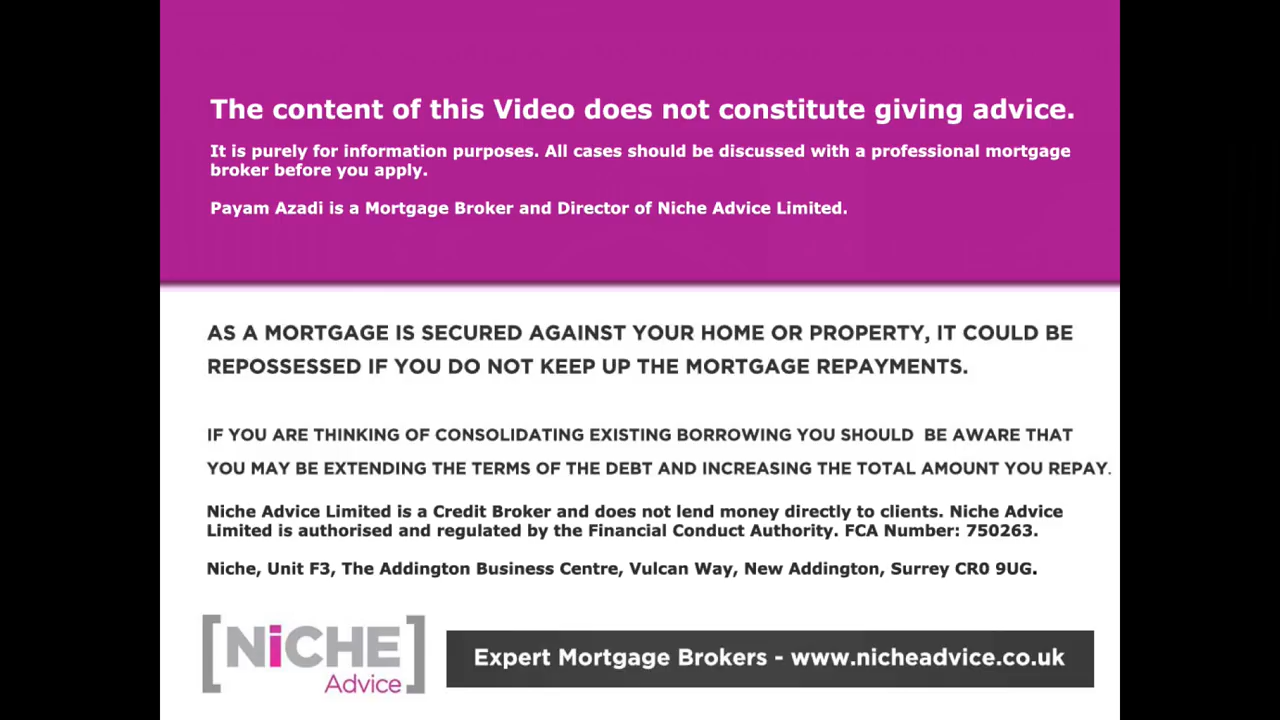 The content of this Video does not constitute giving advice.
It is purely for information purposes. All cases should be discussed with a professional mortgage
broker before you apply.
Payam Azadi is a Mortgage Broker and Director of Niche Advice Limited.
AS A MORTGAGE IS SECURED AGAINST YOUR HOME OR PROPERTY, IT COULD BE
REPOSSESSED IF YOU DO NOT KEEP UP THE MORTGAGE REPAYMENTS.
IF YOU ARE THINKING OF CONSOLIDATING EXISTING BORROWING YOU SHOULD  BE AWARE THAT
YOU MAY BE EXTENDING THE TERMS OF THE DEBT AND INCREASING THE TOTAL AMOUNT YOU REPAY.
Niche Advice Limited is a Credit Broker and does not lend money directly to clients. Niche Advice
Limited is authorised and regulated by the Financial Conduct Authority. FCA Number: 750263.
Niche, Unit F3, The Addington Business Centre, Vulcan Way, New Addington, Surrey CR0 9UG.
[NiCHE
Advice]
Expert Mortgage Brokers - www.nicheadvice.co.uk